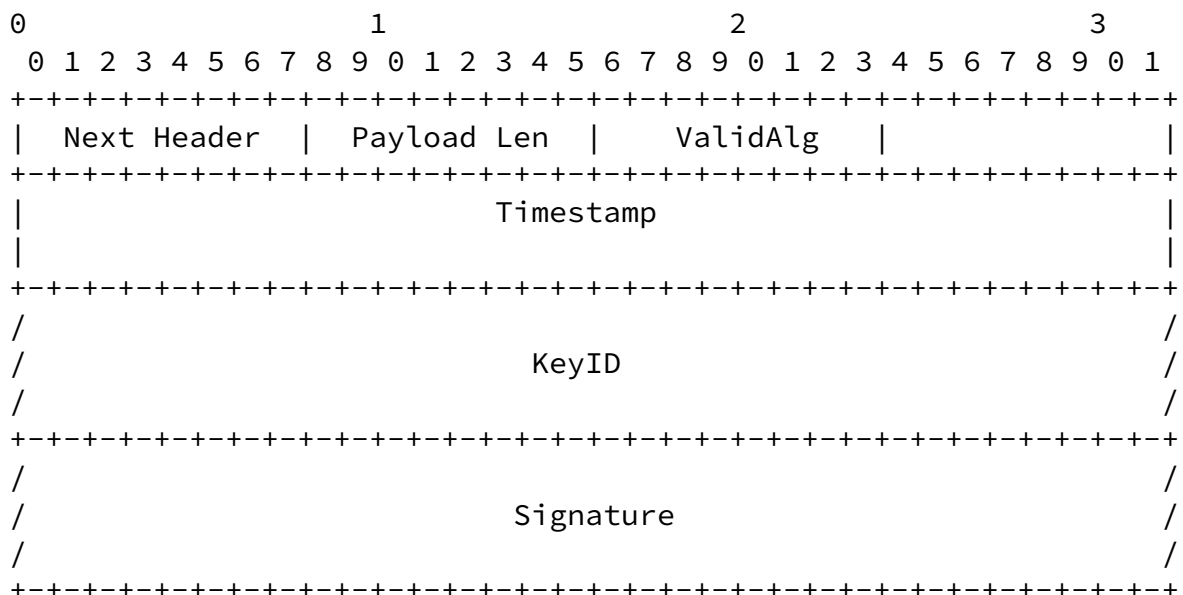 0                   1                   2                   3
 0 1 2 3 4 5 6 7 8 9 0 1 2 3 4 5 6 7 8 9 0 1 2 3 4 5 6 7 8 9 0 1
+-+-+-+-+-+-+-+-+-+-+-+-+-+-+-+-+-+-+-+-+-+-+-+-+-+-+-+-+-+-+-+-+
|  Next Header  |  Payload Len  |    ValidAlg   |               |
+-+-+-+-+-+-+-+-+-+-+-+-+-+-+-+-+-+-+-+-+-+-+-+-+-+-+-+-+-+-+-+-+
|                          Timestamp                            |
|                                                               |
+-+-+-+-+-+-+-+-+-+-+-+-+-+-+-+-+-+-+-+-+-+-+-+-+-+-+-+-+-+-+-+-+
/                                                               /
/                            KeyID                              /
/                                                               /
+-+-+-+-+-+-+-+-+-+-+-+-+-+-+-+-+-+-+-+-+-+-+-+-+-+-+-+-+-+-+-+-+
/                                                               /
/                           Signature                           /
/                                                               /
+-+-+-+-+-+-+-+-+-+-+-+-+-+-+-+-+-+-+-+-+-+-+-+-+-+-+-+-+-+-+-+-+